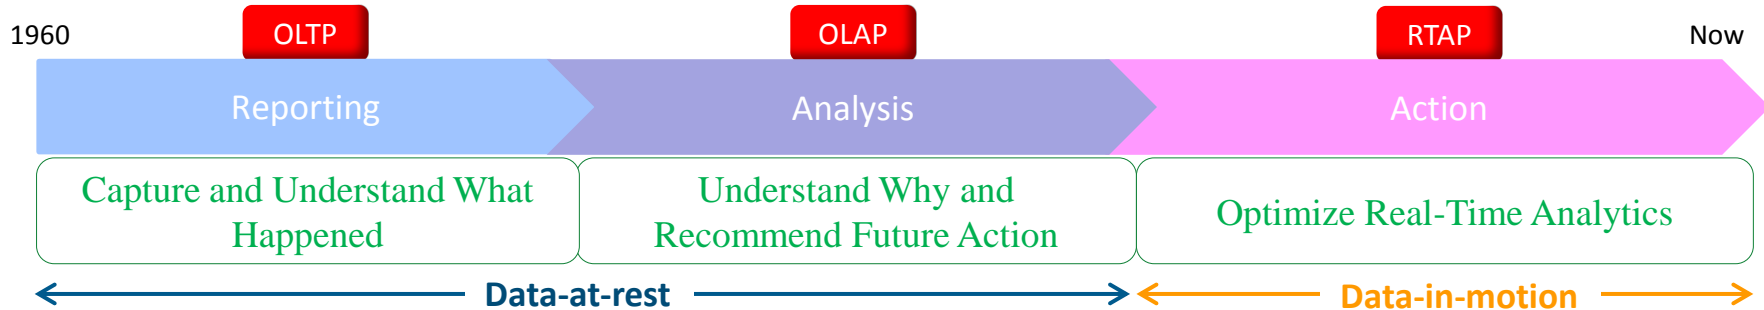 1960
OLTP
OLAP
RTAP
Now
Reporting
Analysis
Action
Capture and Understand What
Happened
Understand Why and
Recommend Future Action
Optimize Real-Time Analytics
Data-at-rest
Data-in-motion